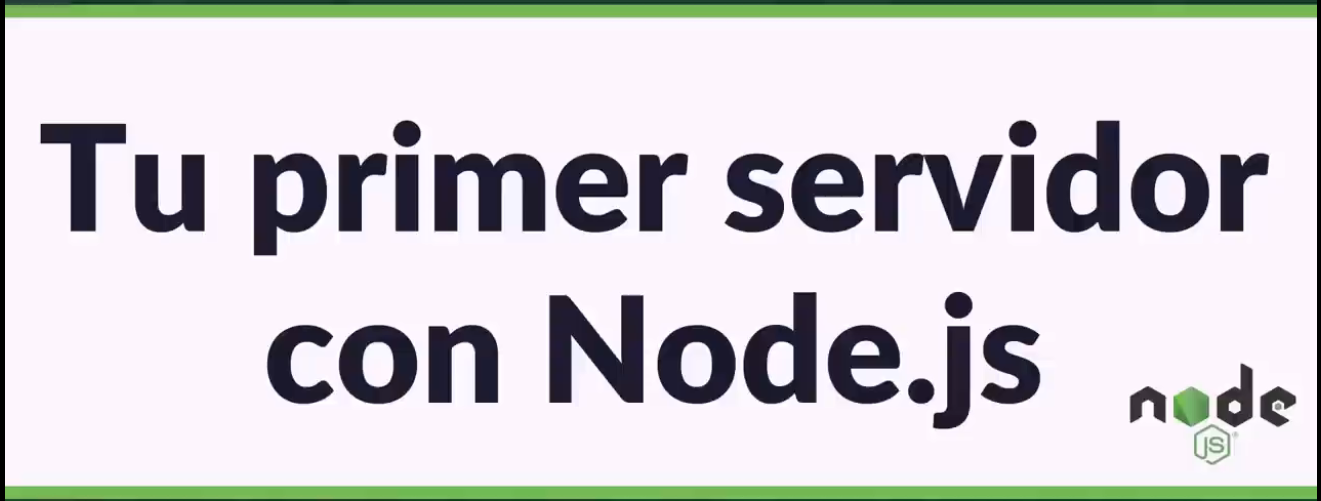 Tu primer servidor
con Node.js
node
JS